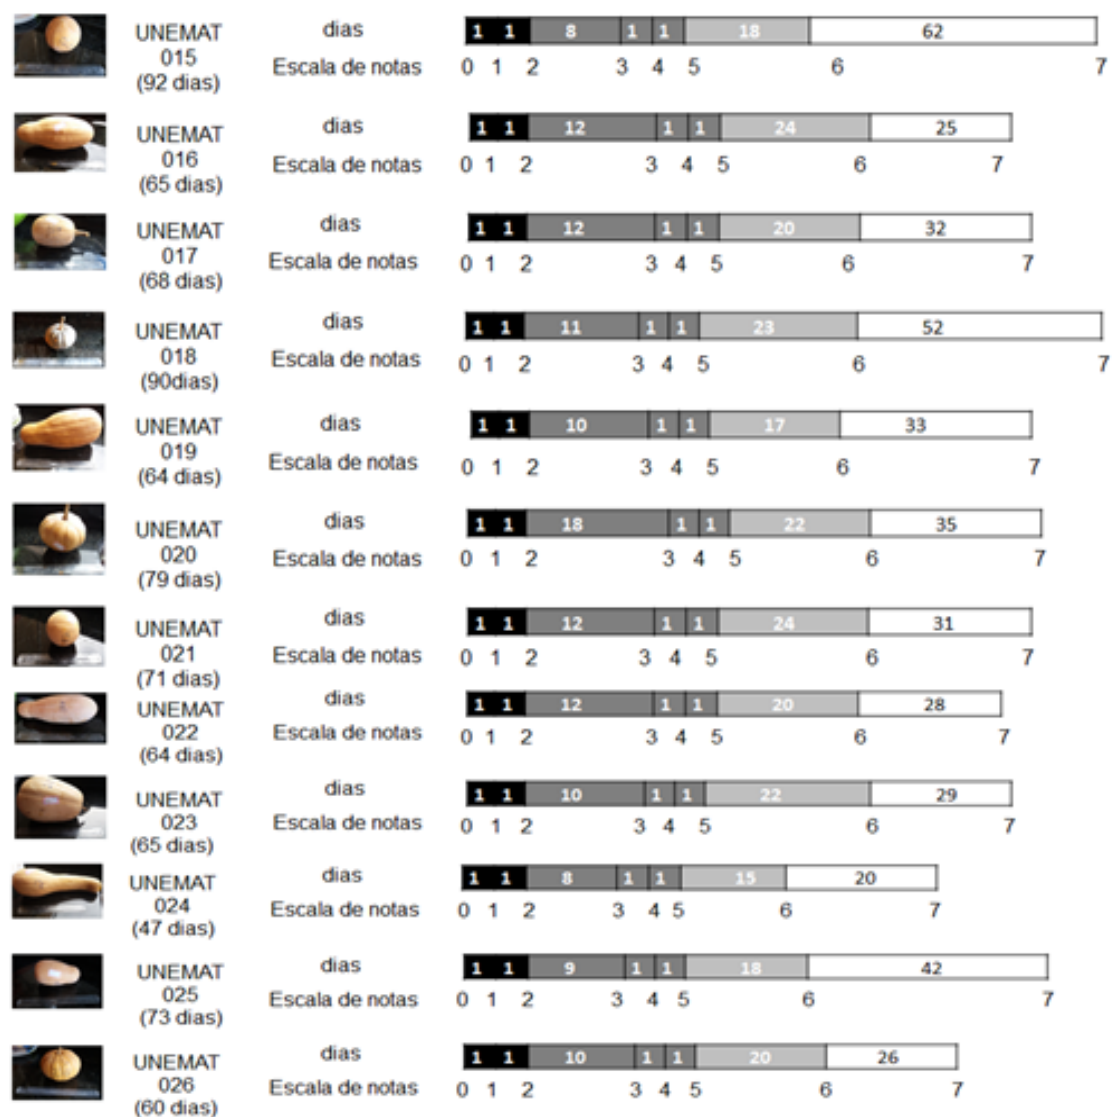 UNEMAT
015
(92 dias)
dias
1 1 8 1 1 18 62
Escala de notas
0 1 2 3 4 5 6 7
UNEMAT
016
(65 dias)
dias
1 1 12 1 1 24 25
Escala de notas
0 1 2 3 4 5 6 7
UNEMAT
017
(68 dias)
dias
1 1 12 1 1 20 32
Escala de notas
0 1 2 3 4 5 6 7
UNEMAT
018
(90dias)
dias
1 1 11 1 1 23 52
Escala de notas
0 1 2 3 4 5 6 7
UNEMAT
019
(64 dias)
dias
1 1 10 1 1 17 33
Escala de notas
0 1 2 3 4 5 6 7
UNEMAT
020
(79 dias)
dias
1 1 18 1 1 22 35
Escala de notas
0 1 2 3 4 5 6 7
UNEMAT
021
(71 dias)
dias
1 1 12 1 1 24 31
Escala de notas
0 1 2 3 4 5 6 7
UNEMAT
022
(64 dias)
dias
1 1 12 1 1 20 28
Escala de notas
0 1 2 3 4 5 6 7
UNEMAT
023
(65 dias)
dias
1 1 10 1 1 22 29
Escala de notas
0 1 2 3 4 5 6 7
UNEMAT
024
(47 dias)
dias
1 1 8 1 1 15 20
Escala de notas
0 1 2 3 4 5 6 7
UNEMAT
025
(73 dias)
dias
1 1 9 1 1 18 42
Escala de notas
0 1 2 3 4 5 6 7
UNEMAT
026
(60 dias)
dias
1 1 10 1 1 20 26
Escala de notas
0 1 2 3 4 5 6 7